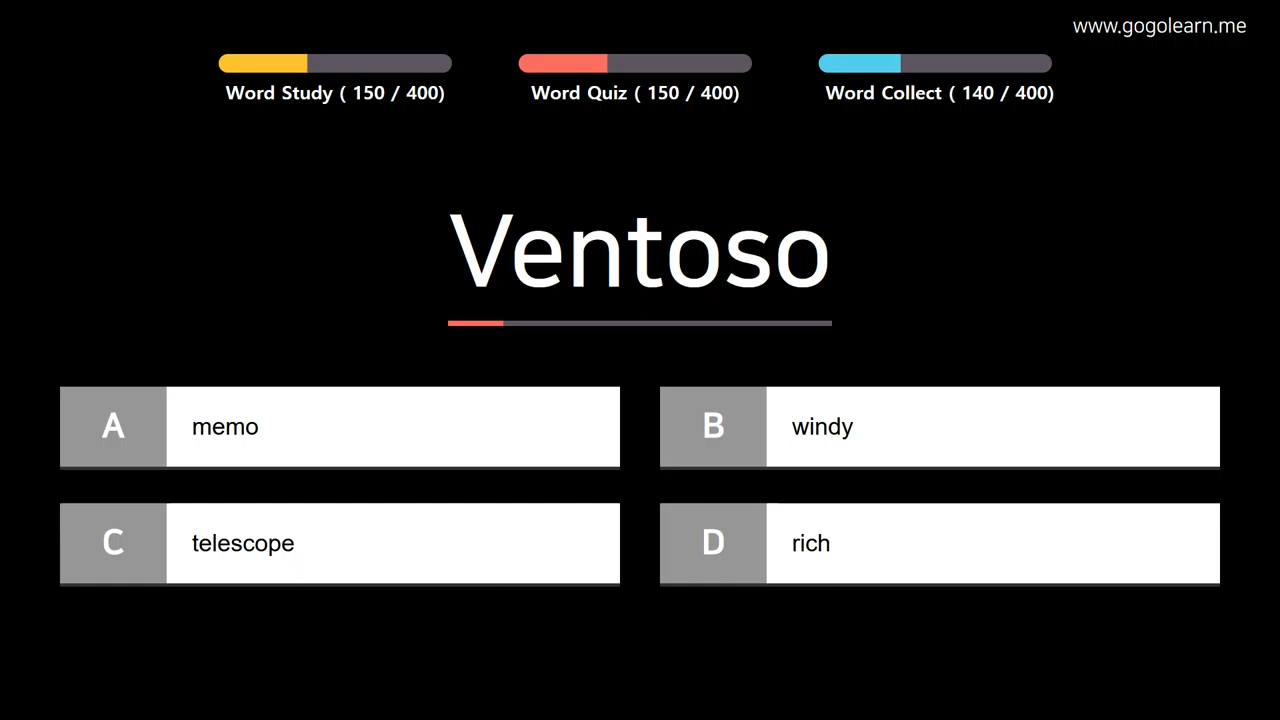 www.gogolearn.me
Word Study ( 150 / 400)
Word Quiz ( 150 / 400)
Word Collect ( 140 / 400)
Ventoso
A
memo
B
windy
C
telescope
D
rich